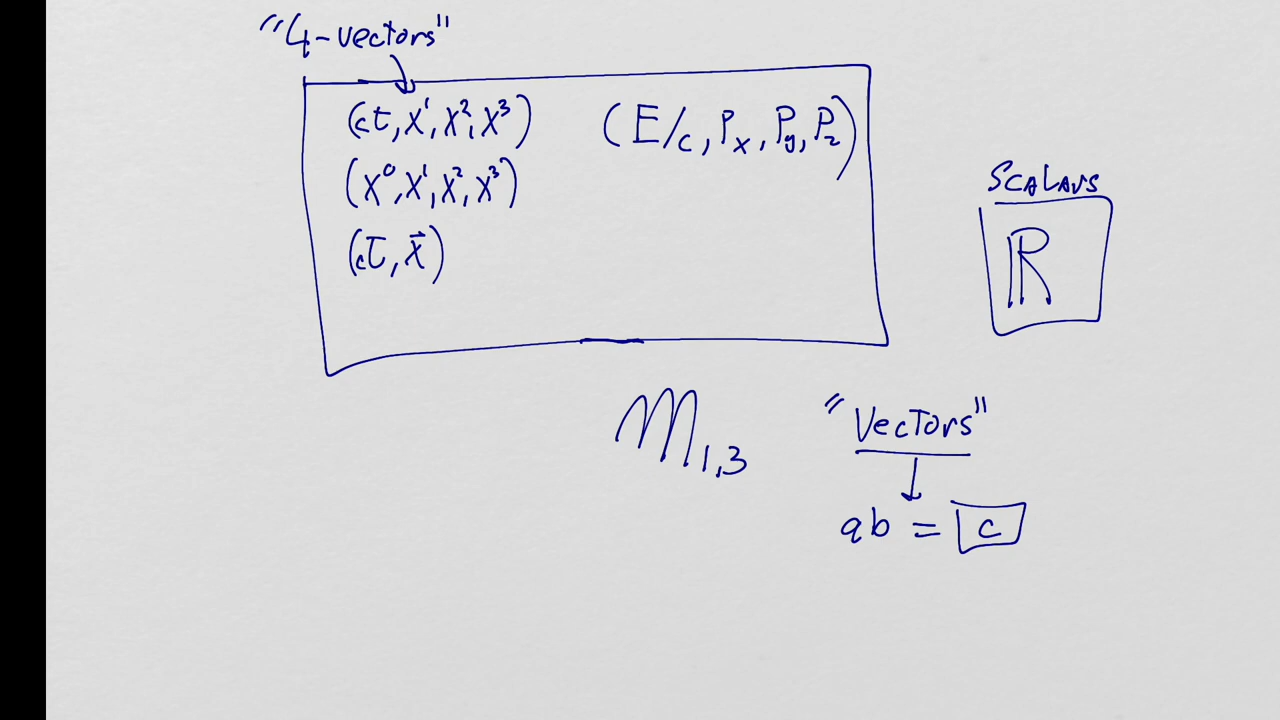 "4-vectors"
(ct, x¹, x², x³) (E/c, Px, Py, Pz)
(x⁰, x¹, x², x³)
(ct, x⃗)
SCALARS
ℝ
M1,3
"VecTors"
ab = c